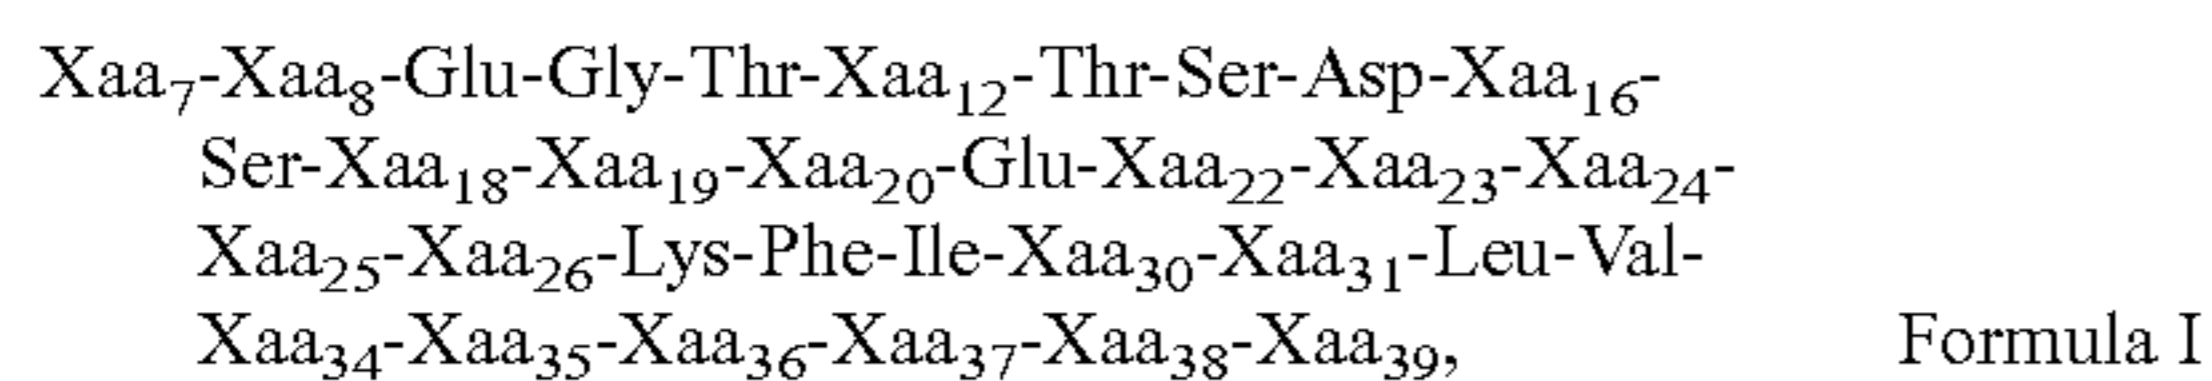 Xaa₇-Xaa₈-Glu-Gly-Thr-Xaa₁₂-Thr-Ser-Asp-Xaa₁₆-
Ser-Xaa₁₈-Xaa₁₉-Xaa₂₀-Glu-Xaa₂₂-Xaa₂₃-Xaa₂₄-
Xaa₂₅-Xaa₂₆-Lys-Phe-Ile-Xaa₃₀-Xaa₃₁-Leu-Val-
Xaa₃₄-Xaa₃₅-Xaa₃₆-Xaa₃₇-Xaa₃₈-Xaa₃₉, Formula I